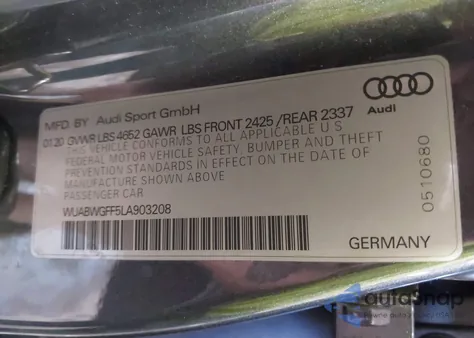 MFD. BY Audi Sport GmbH
01 20 GVWR LBS 4652 GAWR LBS FRONT 2425 /REAR 2337
THIS VEHICLE CONFORMS TO ALL APPLICABLE U S
FEDERAL MOTOR VEHICLE SAFETY, BUMPER AND THEFT
PREVENTION STANDARDS IN EFFECT ON THE DATE OF
MANUFACTURE SHOWN ABOVE
PASSENGER CAR
WUABWGFF5LA903208
Audi
0510680
GERMANY
autoSnap